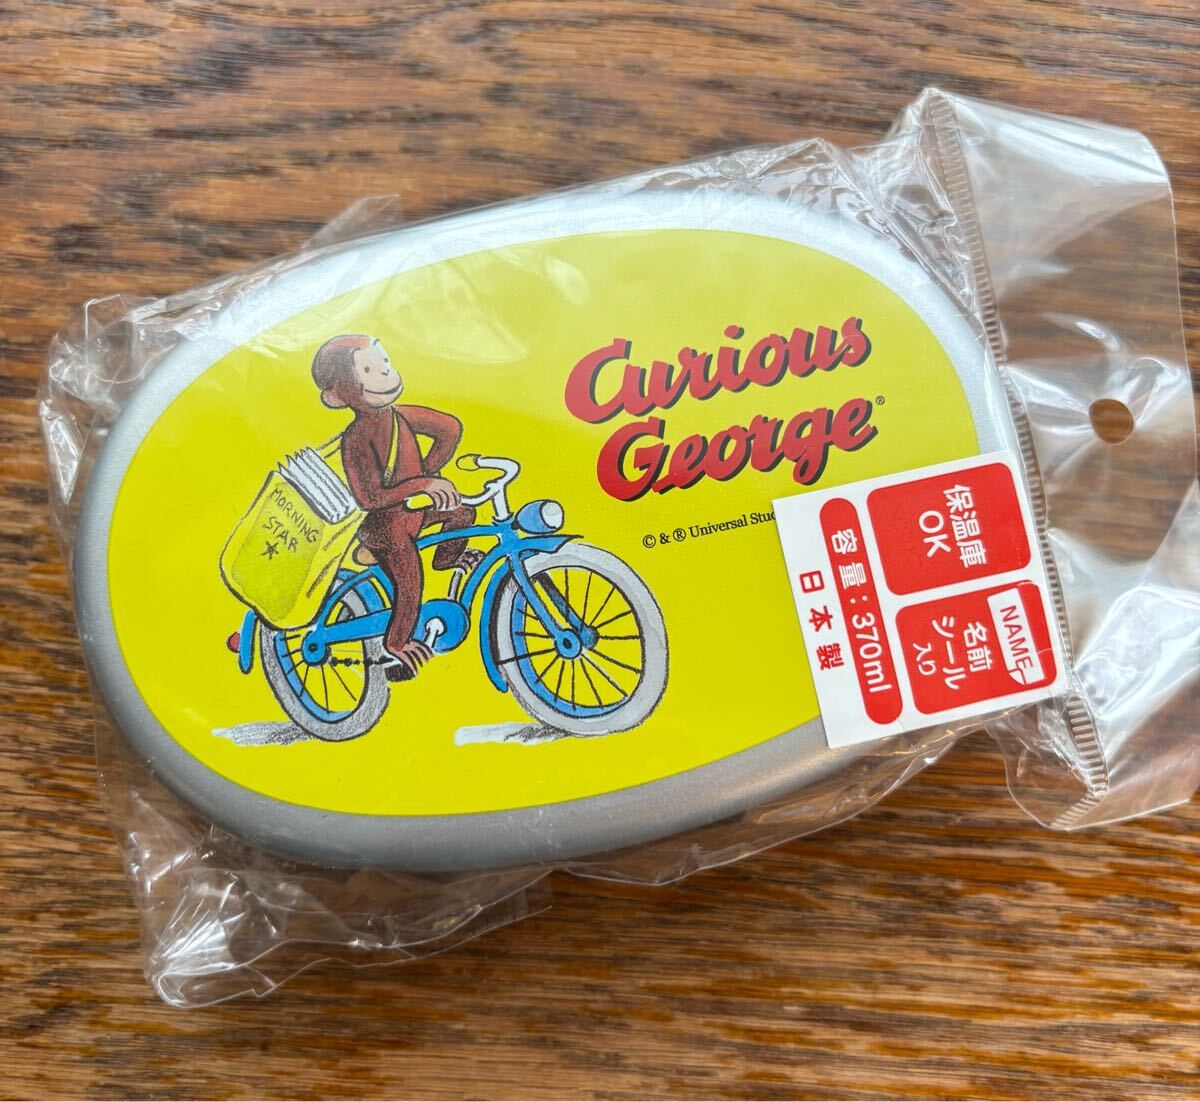 Curious
George®
© & ® Universal
MORNING
STAR
保温庫
OK
NAME
名前
シール
入り
容量:370ml
日本製